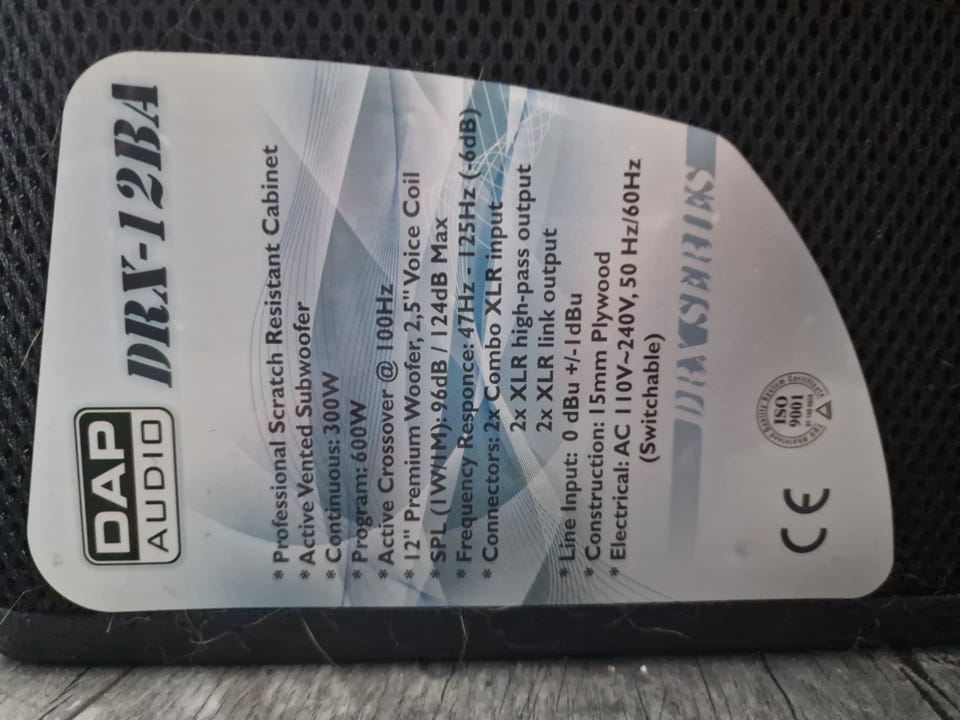 DAP
AUDIO
DRX-12BA
* Professional Scratch Resistant Cabinet
* Active Vented Subwoofer
* Continuous: 300W
* Program: 600W
* Active Crossover @ 100Hz
* 12" Premium Woofer, 2,5" Voice Coil
* SPL (1W/1M): 96dB / 124dB Max
* Frequency Responce: 47Hz - 125Hz (-6dB)
* Connectors: 2x Combo XLR input
2x XLR high-pass output
2x XLR link output
* Line Input: 0 dBu +/-1dBu
* Construction: 15mm Plywood
* Electrical: AC 110V~240V, 50 Hz/60Hz
(Switchable)
DRX SERIES
CE
ISO
9001